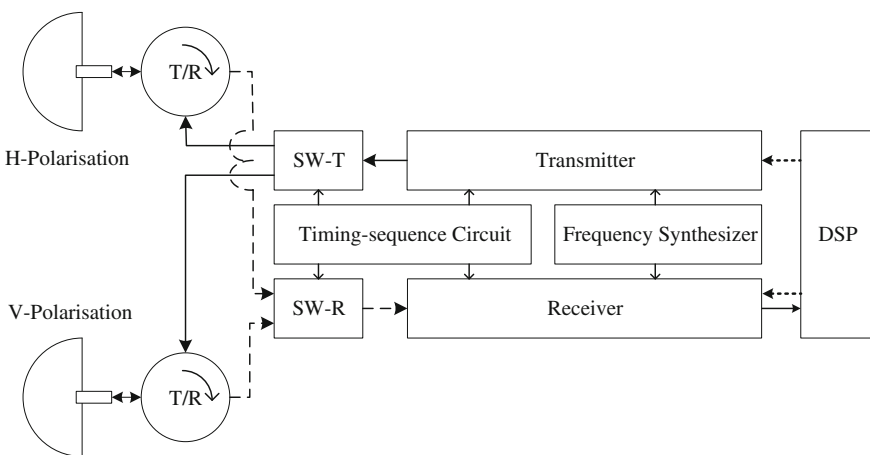 T/R
H-Polarisation
SW-T
Transmitter
Timing-sequence Circuit
Frequency Synthesizer
DSP
V-Polarisation
SW-R
Receiver
T/R